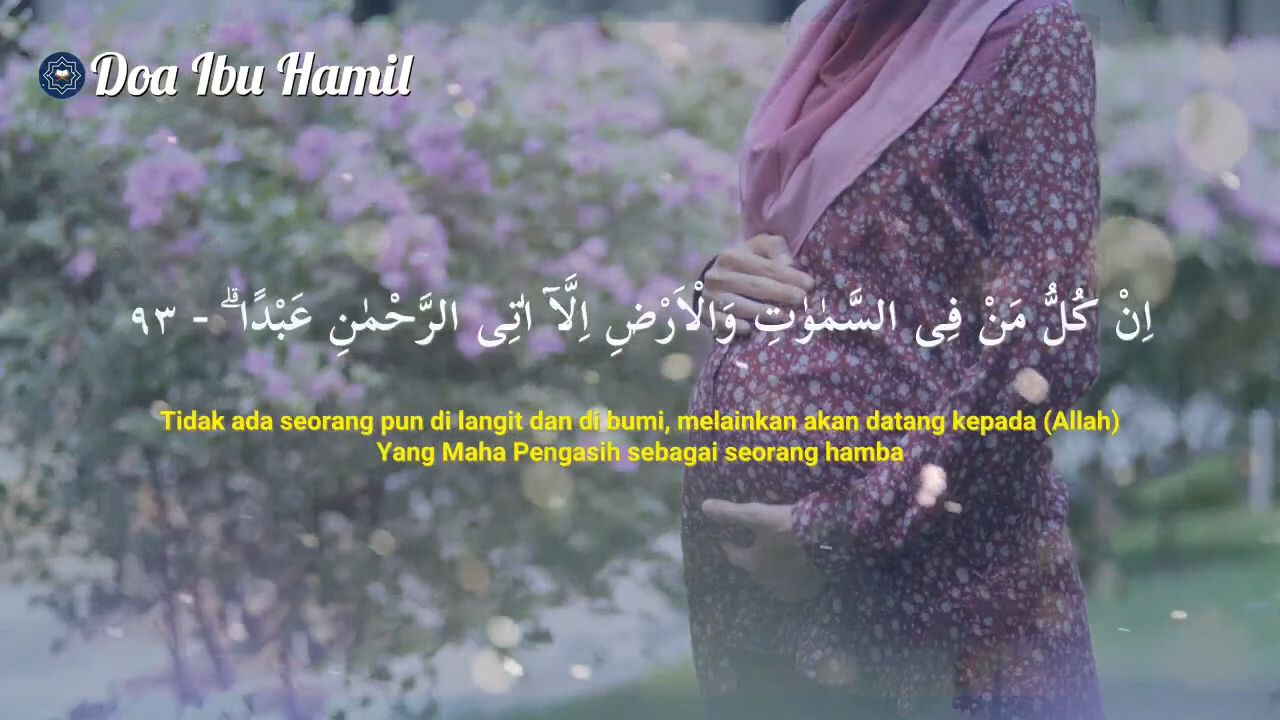 Doa Ibu Hamil
اِنْ كُلُّ مَنْ فِى السَّمٰوٰتِ وَالْاَرْضِ اِلَّآ اٰتِى الرَّحْمٰنِ عَبْدًاۗ - ٩٣
Tidak ada seorang pun di langit dan di bumi, melainkan akan datang kepada (Allah)
Yang Maha Pengasih sebagai seorang hamba